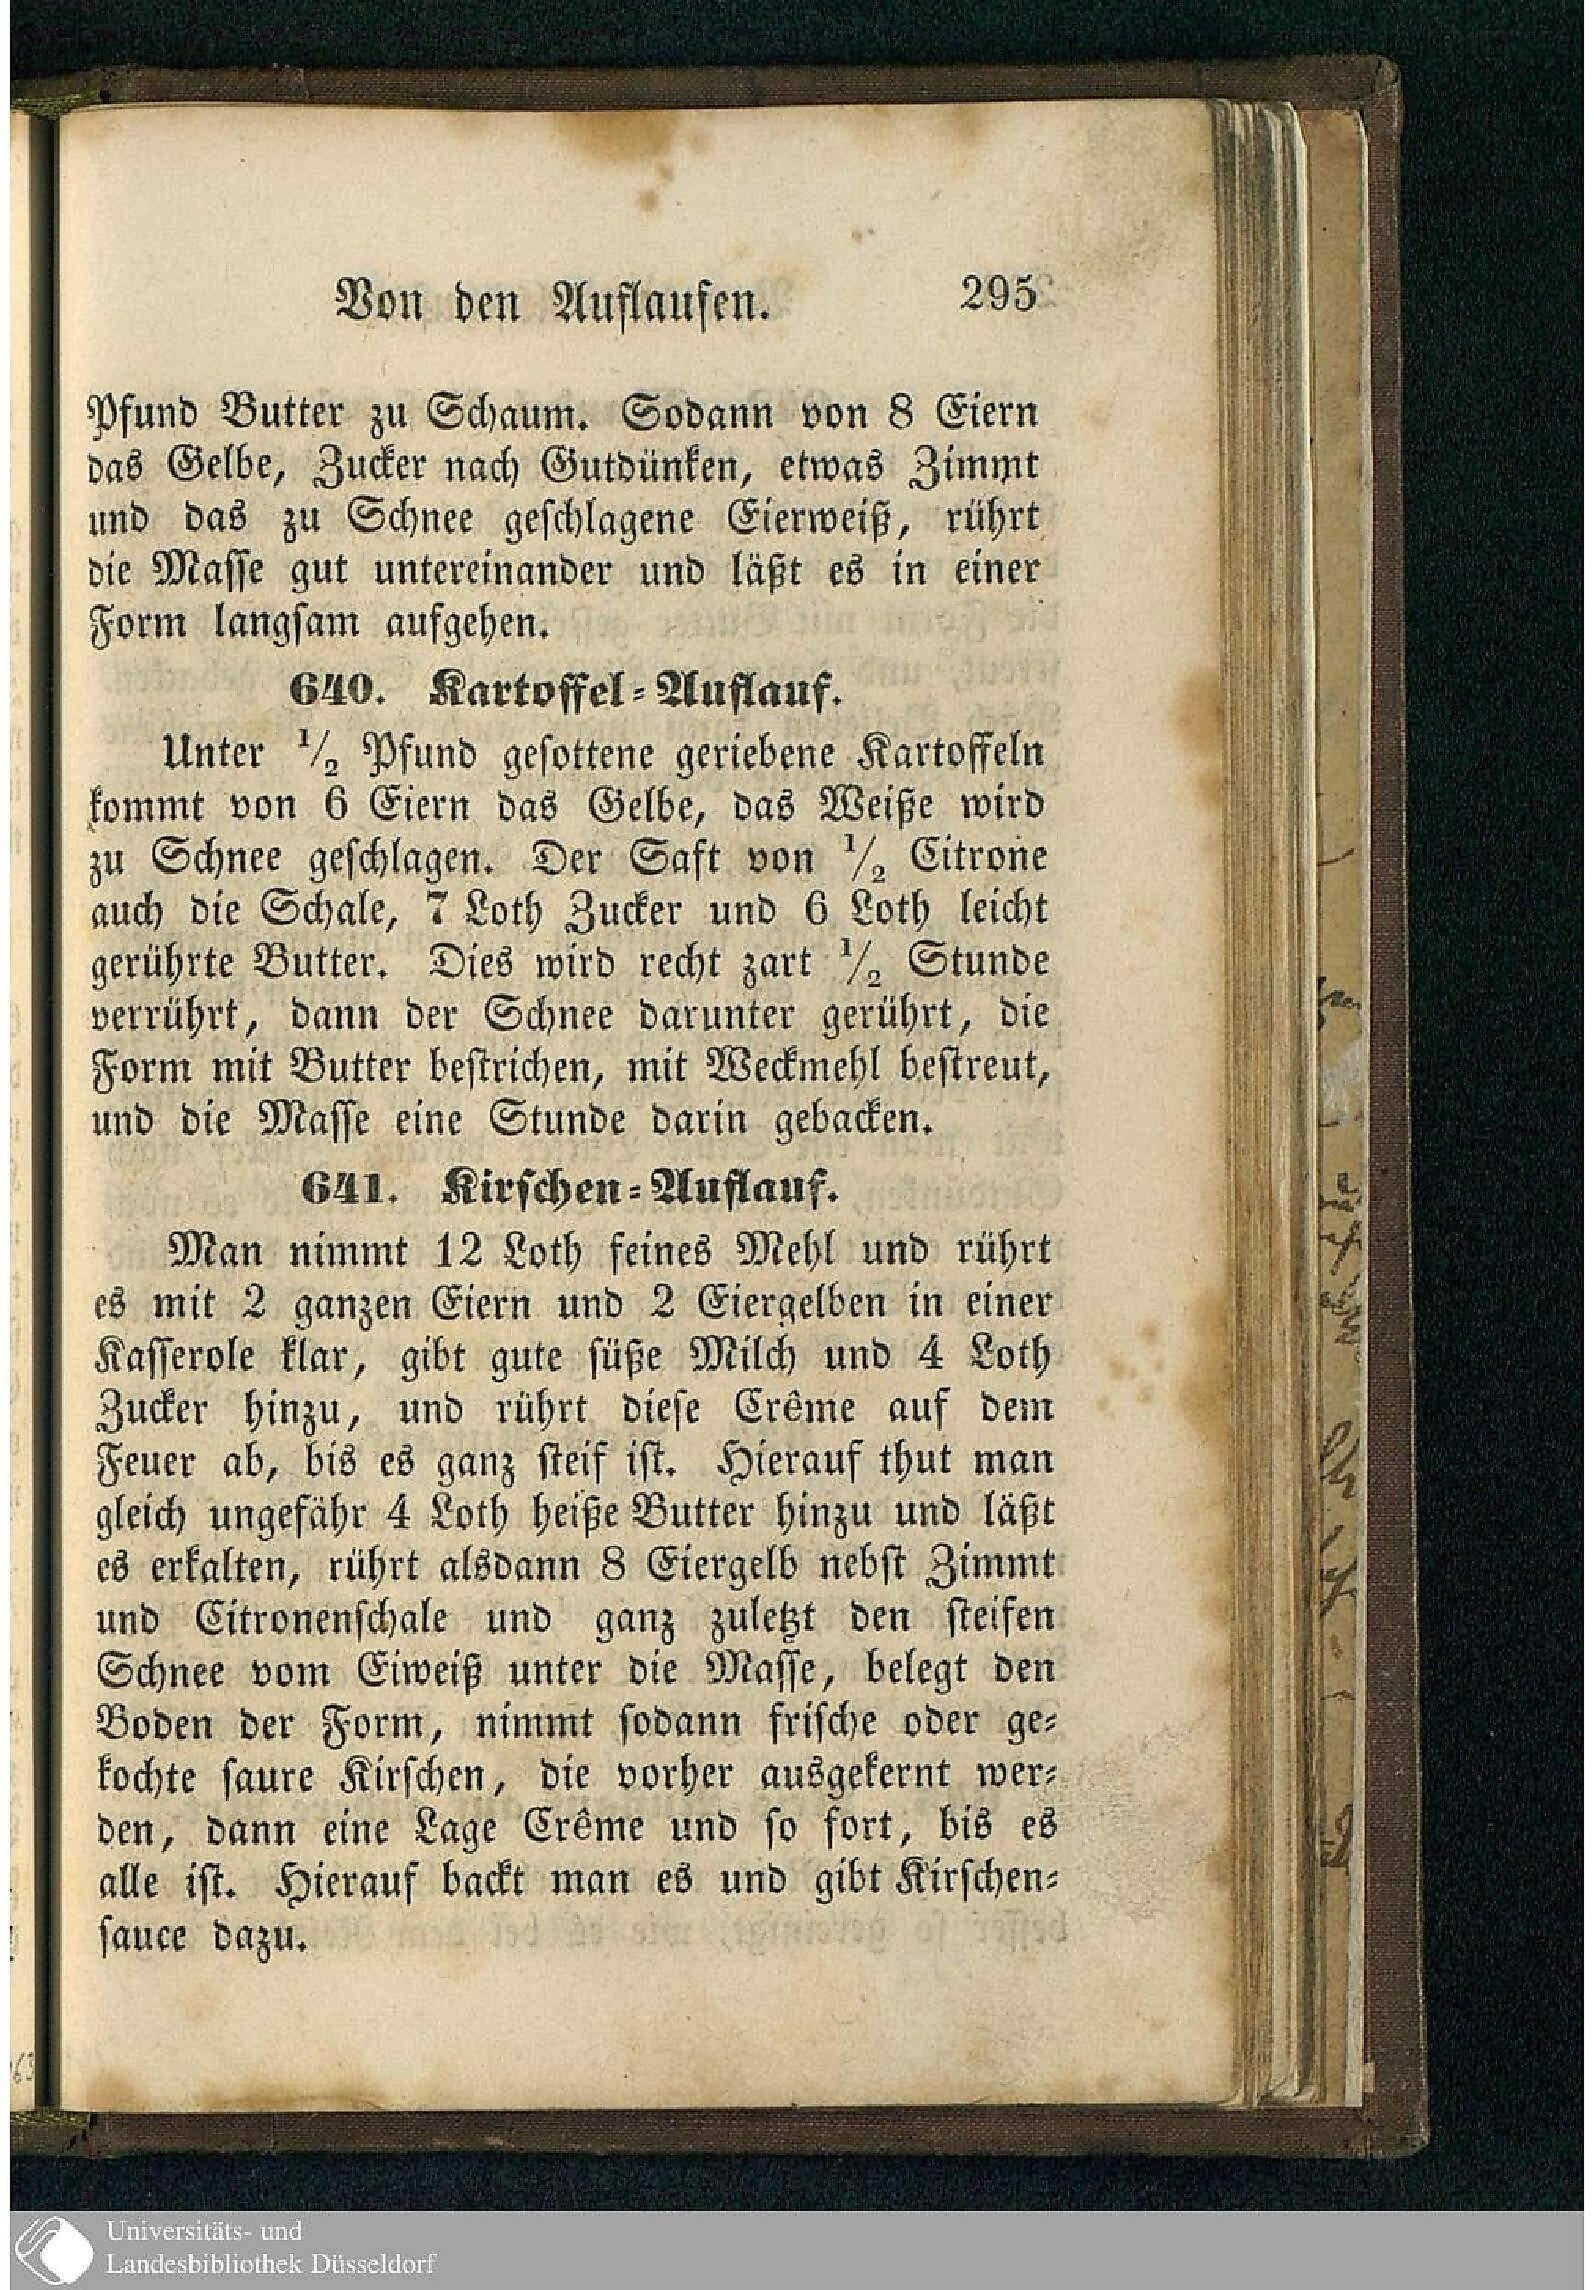 Von den Auflaufen. 295
Pfund Butter zu Schaum. Sodann von 8 Eiern
das Gelbe, Zucker nach Gutdünken, etwas Zimmt
und das zu Schnee geschlagene Eierweiß, rührt
die Masse gut untereinander und läßt es in einer
Form langsam aufgehen.
640. Kartoffel-Auflauf.
Unter 1/2 Pfund gesottene geriebene Kartoffeln
kommt von 6 Eiern das Gelbe, das Weiße wird
zu Schnee geschlagen. Der Saft von 1/2 Citrone
auch die Schale, 7 Loth Zucker und 6 Loth leicht
gerührte Butter. Dies wird recht zart 1/2 Stunde
verrührt, dann der Schnee darunter gerührt, die
Form mit Butter bestrichen, mit Weckmehl bestreut,
und die Masse eine Stunde darin gebacken.
641. Kirschen-Auflauf.
Man nimmt 12 Loth feines Mehl und rührt
es mit 2 ganzen Eiern und 2 Eiergelben in einer
Kasserole klar, gibt gute süße Milch und 4 Loth
Zucker hinzu, und rührt diese Crême auf dem
Feuer ab, bis es ganz steif ist. Hierauf thut man
gleich ungefähr 4 Loth heiße Butter hinzu und läßt
es erkalten, rührt alsdann 8 Eiergelb nebst Zimmt
und Citronenschale und ganz zuletzt den steifen
Schnee vom Eiweiß unter die Masse, belegt den
Boden der Form, nimmt sodann frische oder ge-
kochte saure Kirschen, die vorher ausgekernt wer-
den, dann eine Lage Crême und so fort, bis es
alle ist. Hierauf backt man es und gibt Kirschen-
sauce dazu.
Universitäts- und
Landesbibliothek Düsseldorf